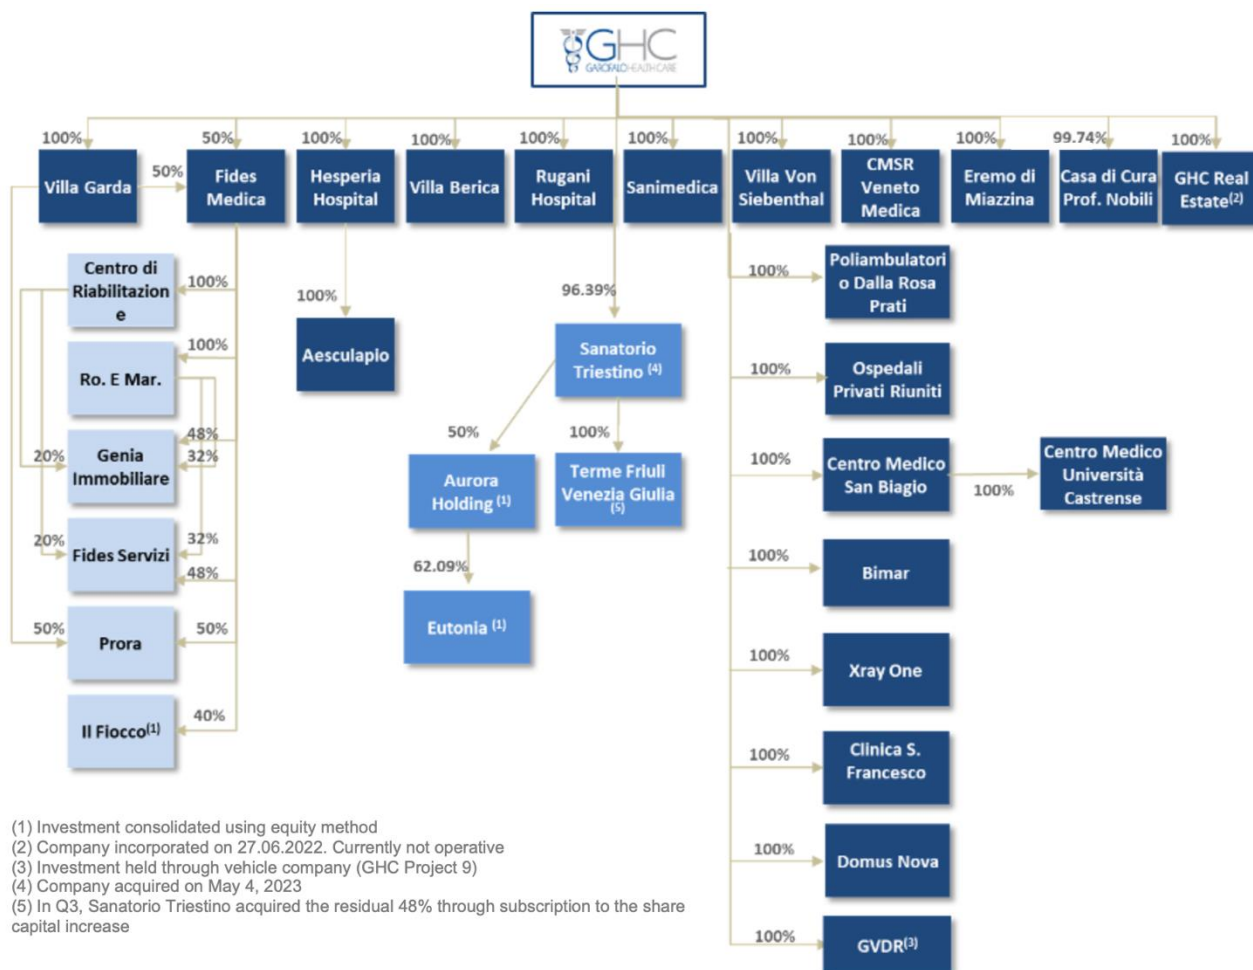 GHC
GAROFALO HEALTH CARE
100%
50%
100%
100%
100%
100%
100%
100%
100%
99.74%
100%
Villa Garda
50%
Fides
Medica
Hesperia
Hospital
Villa Berica
Rugani
Hospital
Sanimedica
Villa Von
Siebenthal
CMSR
Veneto
Medica
Eremo di
Miazzina
Casa di Cura
Prof. Nobili
GHC Real
Estate(2)
Centro di
Riabilitazion
e
100%
Ro. E Mar.
100%
Genia
Immobiliare
20%
48%
32%
Fides Servizi
20%
32%
48%
Prora
50%
50%
Il Fiocco(1)
40%
100%
Aesculapio
96.39%
Sanatorio
Triestino (4)
50%
100%
Aurora
Holding (1)
Terme Friuli
Venezia Giulia
(5)
62.09%
Eutonia (1)
100%
Poliambulatori
o Dalla Rosa
Prati
100%
Ospedali
Privati Riuniti
100%
Centro Medico
San Biagio
100%
Centro Medico
Università
Castrense
100%
Bimar
100%
Xray One
100%
Clinica S.
Francesco
100%
Domus Nova
100%
GVDR(3)
(1) Investment consolidated using equity method
(2) Company incorporated on 27.06.2022. Currently not operative
(3) Investment held through vehicle company (GHC Project 9)
(4) Company acquired on May 4, 2023
(5) In Q3, Sanatorio Triestino acquired the residual 48% through subscription to the share
capital increase